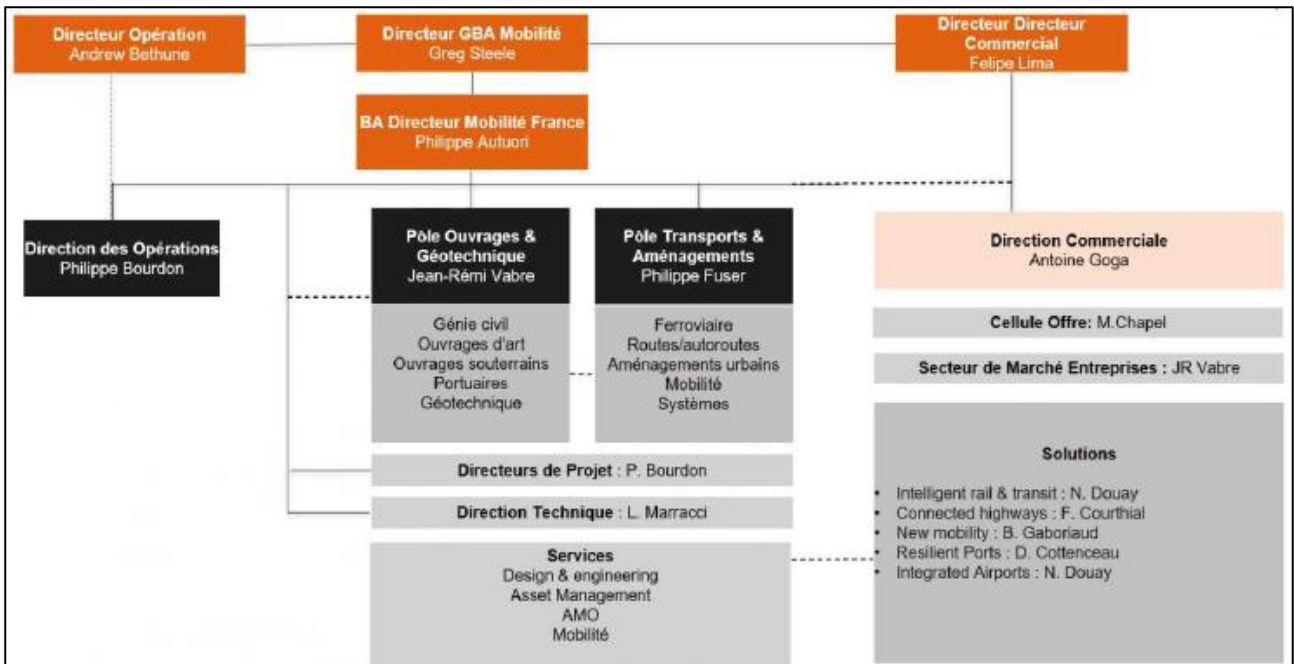 Directeur Opération
Andrew Bethune
Directeur GBA Mobilité
Greg Steele
Directeur Directeur
Commercial
Felipe Lima
BA Directeur Mobilité France
Philippe Autuori
Direction des Opérations
Philippe Bourdon
Pôle Ouvrages &
Géotechnique
Jean-Rémi Vabre
Génie civil
Ouvrages d'art
Ouvrages souterrains
Portuaires
Géotechnique
Pôle Transports &
Aménagements
Philippe Fuser
Ferroviaire
Routes/autoroutes
Aménagements urbains
Mobilité
Systèmes
Direction Commerciale
Antoine Goga
Cellule Offre: M.Chapel
Secteur de Marché Entreprises : JR Vabre
Directeurs de Projet : P. Bourdon
Direction Technique : L. Marracci
Services
Design & engineering
Asset Management
AMO
Mobilité
Solutions
• Intelligent rail & transit : N. Douay
• Connected highways : F. Courthial
• New mobility : B. Gaboriaud
• Resilient Ports : D. Cottenceau
• Integrated Airports : N. Douay